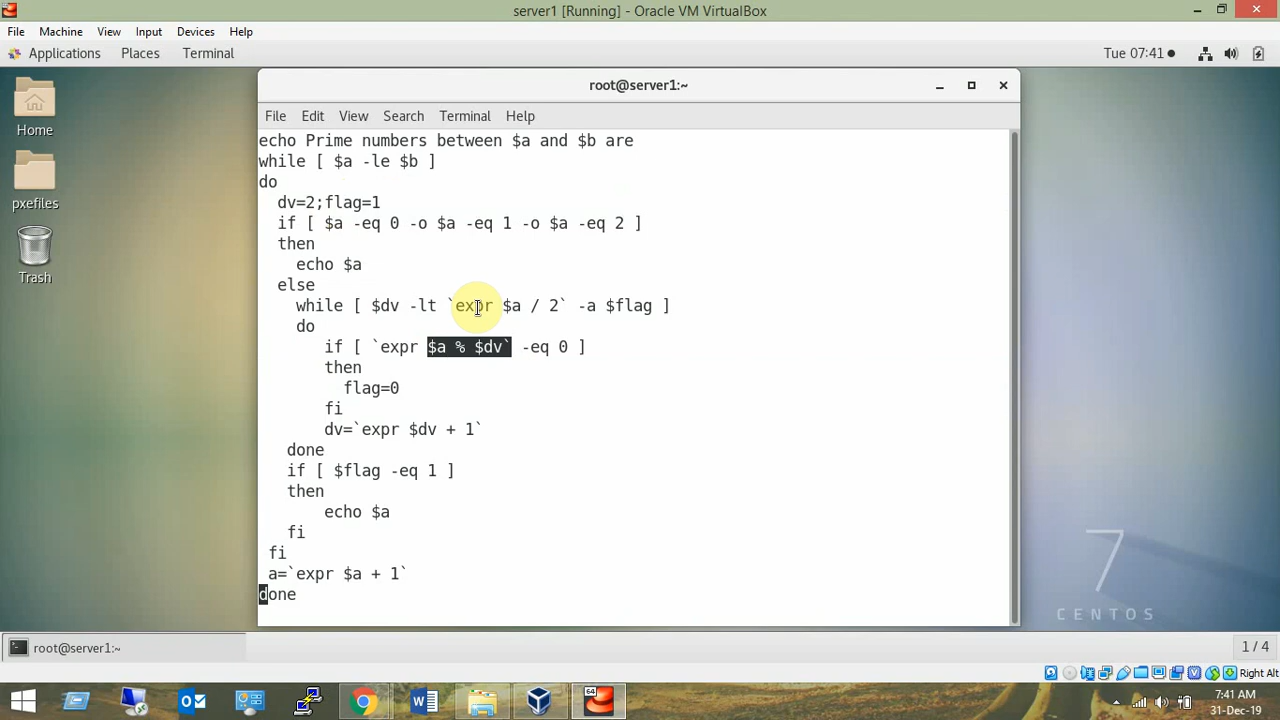 server1 [Running] - Oracle VM VirtualBox
File Machine View Input Devices Help
Applications Places Terminal Tue 07:41
root@server1:~
File Edit View Search Terminal Help
echo Prime numbers between $a and $b are
while [ $a -le $b ]
do
dv=2;flag=1
if [ $a -eq 0 -o $a -eq 1 -o $a -eq 2 ]
then
echo $a
else
while [ $dv -lt `expr $a / 2` -a $flag ]
do
if [ `expr $a % $dv` -eq 0 ]
then
flag=0
fi
dv=`expr $dv + 1`
done
if [ $flag -eq 1 ]
then
echo $a
fi
fi
a=`expr $a + 1`
done
Home
pxefiles
Trash
7
CENTOS
root@server1:~
1 / 4
Right Alt
64
7:41 AM
31-Dec-19